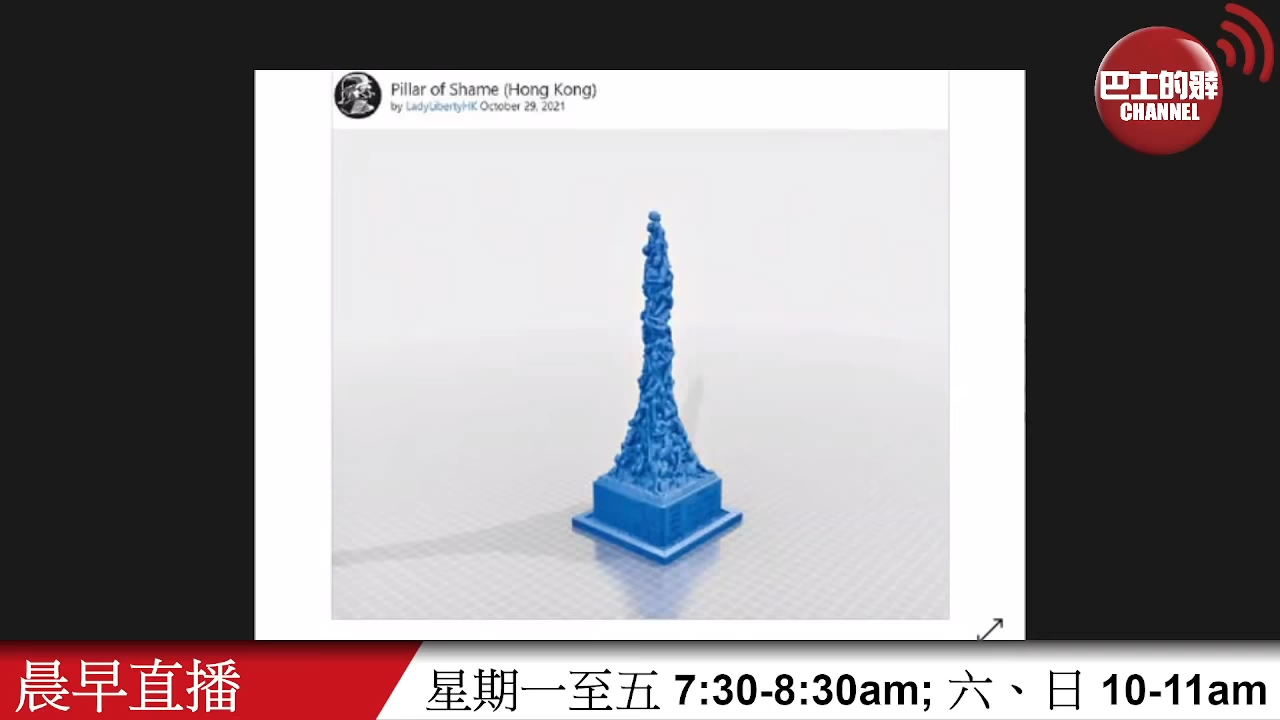 Pillar of Shame (Hong Kong)
by LadyLibertyHK October 29, 2021
巴士的報
CHANNEL
晨早直播
星期一至五 7:30-8:30am; 六、日 10-11am